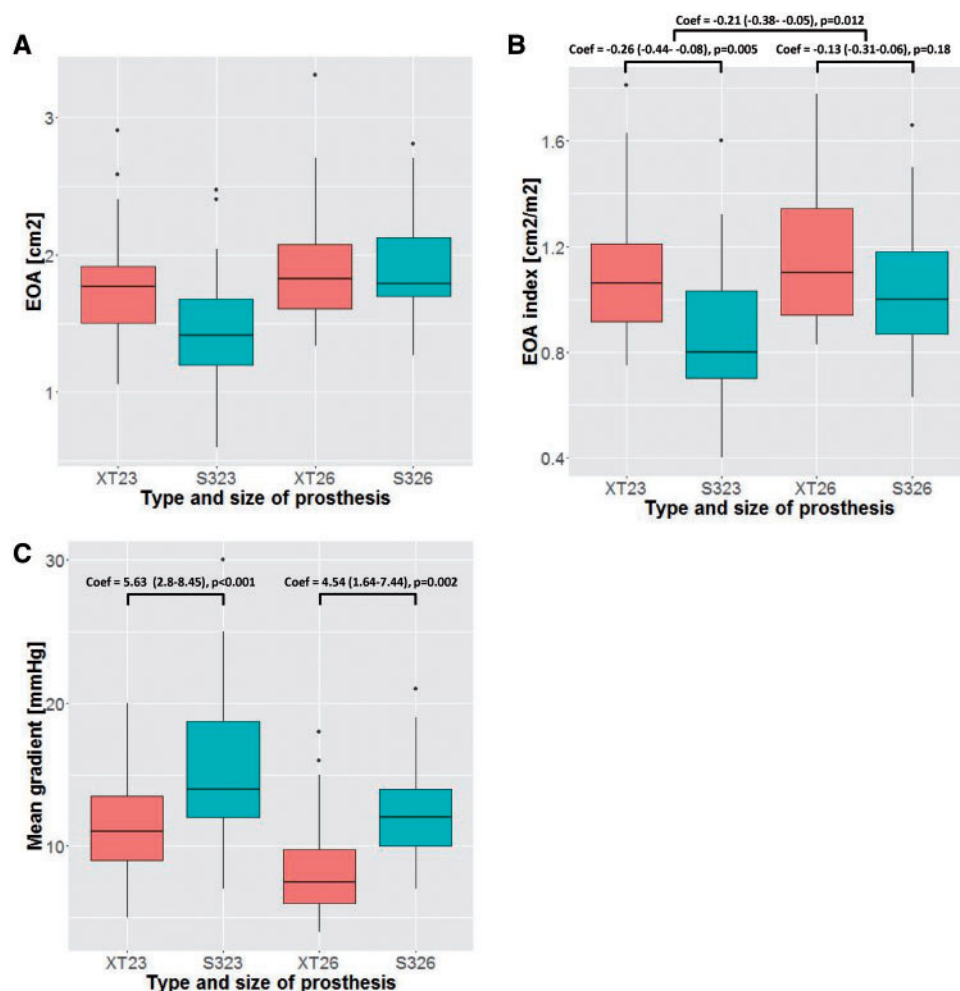 A
EOA [cm2]
3
2
1
XT23 S323 XT26 S326
Type and size of prosthesis
B
Coef = -0.21 (-0.38- -0.05), p=0.012
Coef = -0.26 (-0.44- -0.08), p=0.005 Coef = -0.13 (-0.31-0.06), p=0.18
EOA index [cm2/m2]
1.6
1.2
0.8
0.4
XT23 S323 XT26 S326
Type and size of prosthesis
C
Mean gradient [mmHg]
30
Coef = 5.63 (2.8-8.45), p<0.001 Coef = 4.54 (1.64-7.44), p=0.002
20
10
XT23 S323 XT26 S326
Type and size of prosthesis